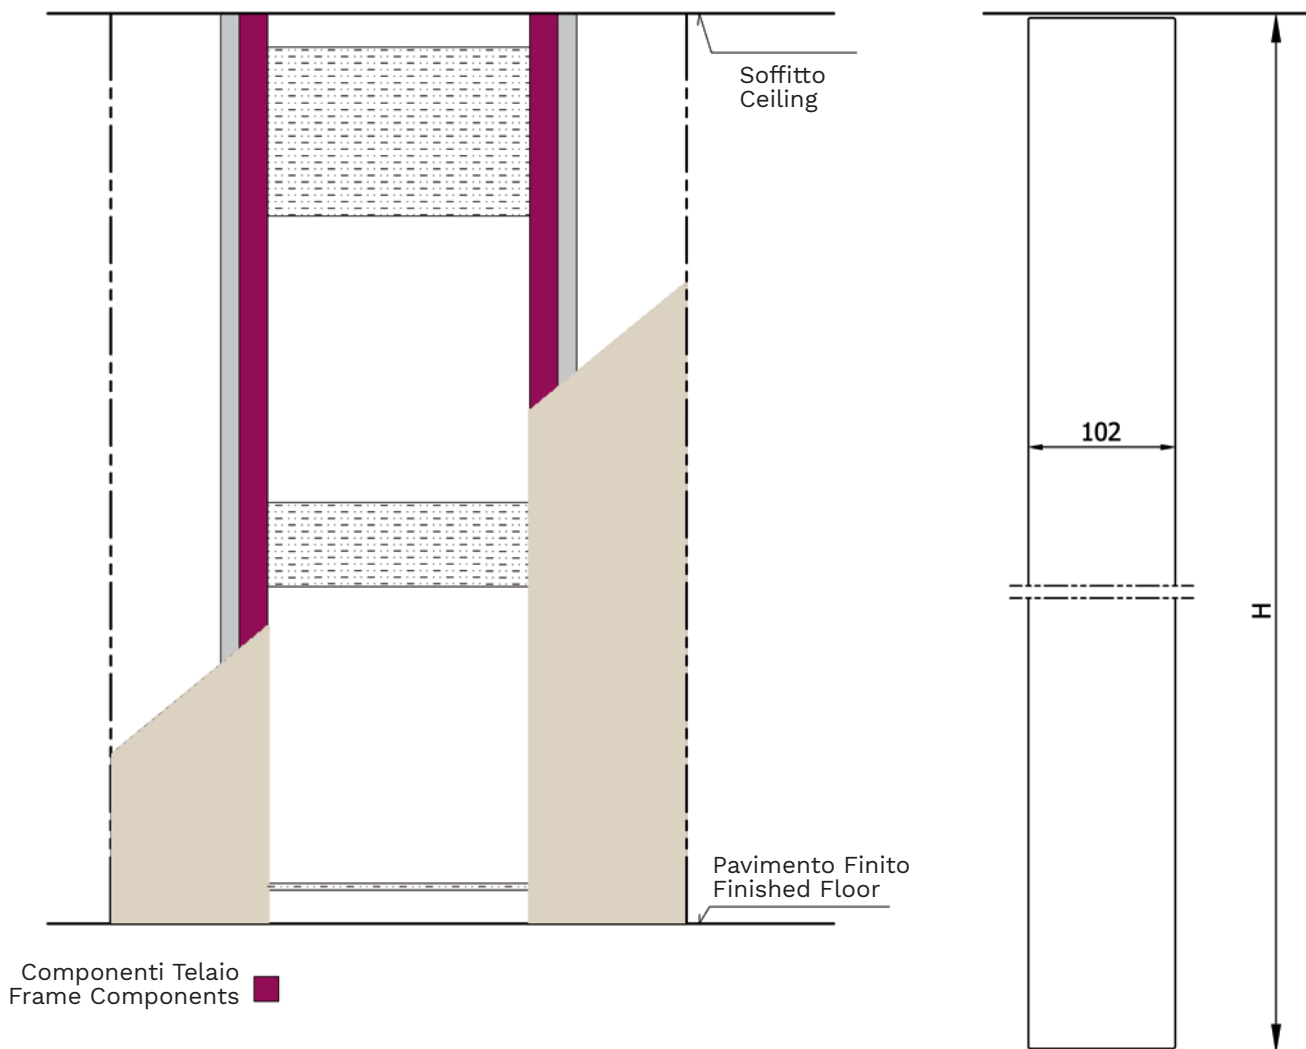 Soffitto
Ceiling
102
H
Pavimento Finito
Finished Floor
Componenti Telaio
Frame Components